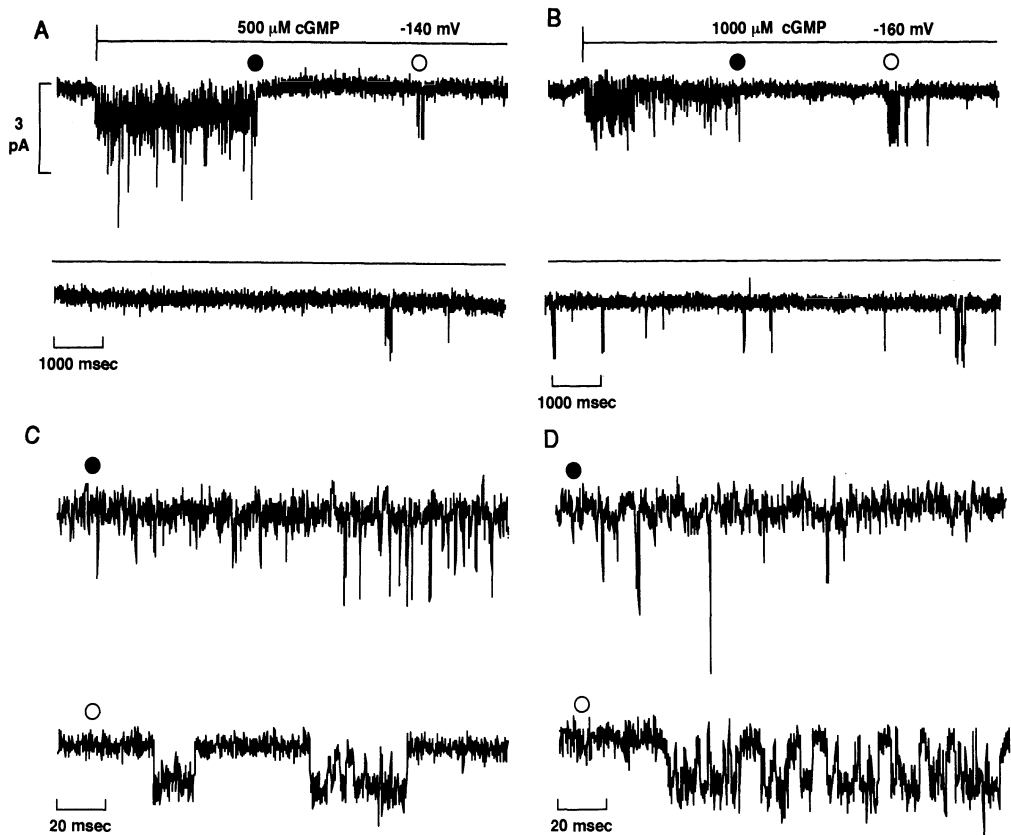 A
500 μM cGMP -140 mV
3 pA
1000 msec
B
1000 μM cGMP -160 mV
1000 msec
C
20 msec
D
20 msec